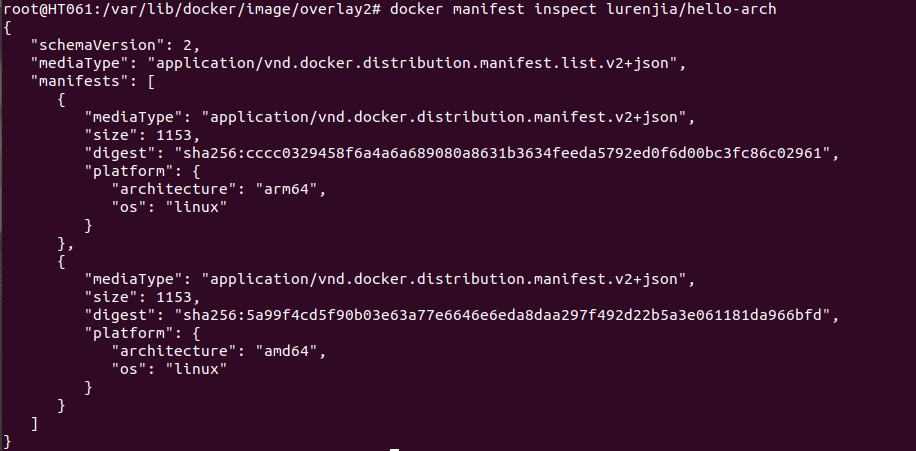 root@HT061:/var/lib/docker/image/overlay2# docker manifest inspect lurenjia/hello-arch
{
   "schemaVersion": 2,
   "mediaType": "application/vnd.docker.distribution.manifest.list.v2+json",
   "manifests": [
      {
         "mediaType": "application/vnd.docker.distribution.manifest.v2+json",
         "size": 1153,
         "digest": "sha256:cccc0329458f6a4a6a689080a8631b3634feeda5792ed0f6d00bc3fc86c02961",
         "platform": {
            "architecture": "arm64",
            "os": "linux"
         }
      },
      {
         "mediaType": "application/vnd.docker.distribution.manifest.v2+json",
         "size": 1153,
         "digest": "sha256:5a99f4cd5f90b03e63a77e6646e6eda8daa297f492d22b5a3e061181da966bfd",
         "platform": {
            "architecture": "amd64",
            "os": "linux"
         }
      }
   ]
}